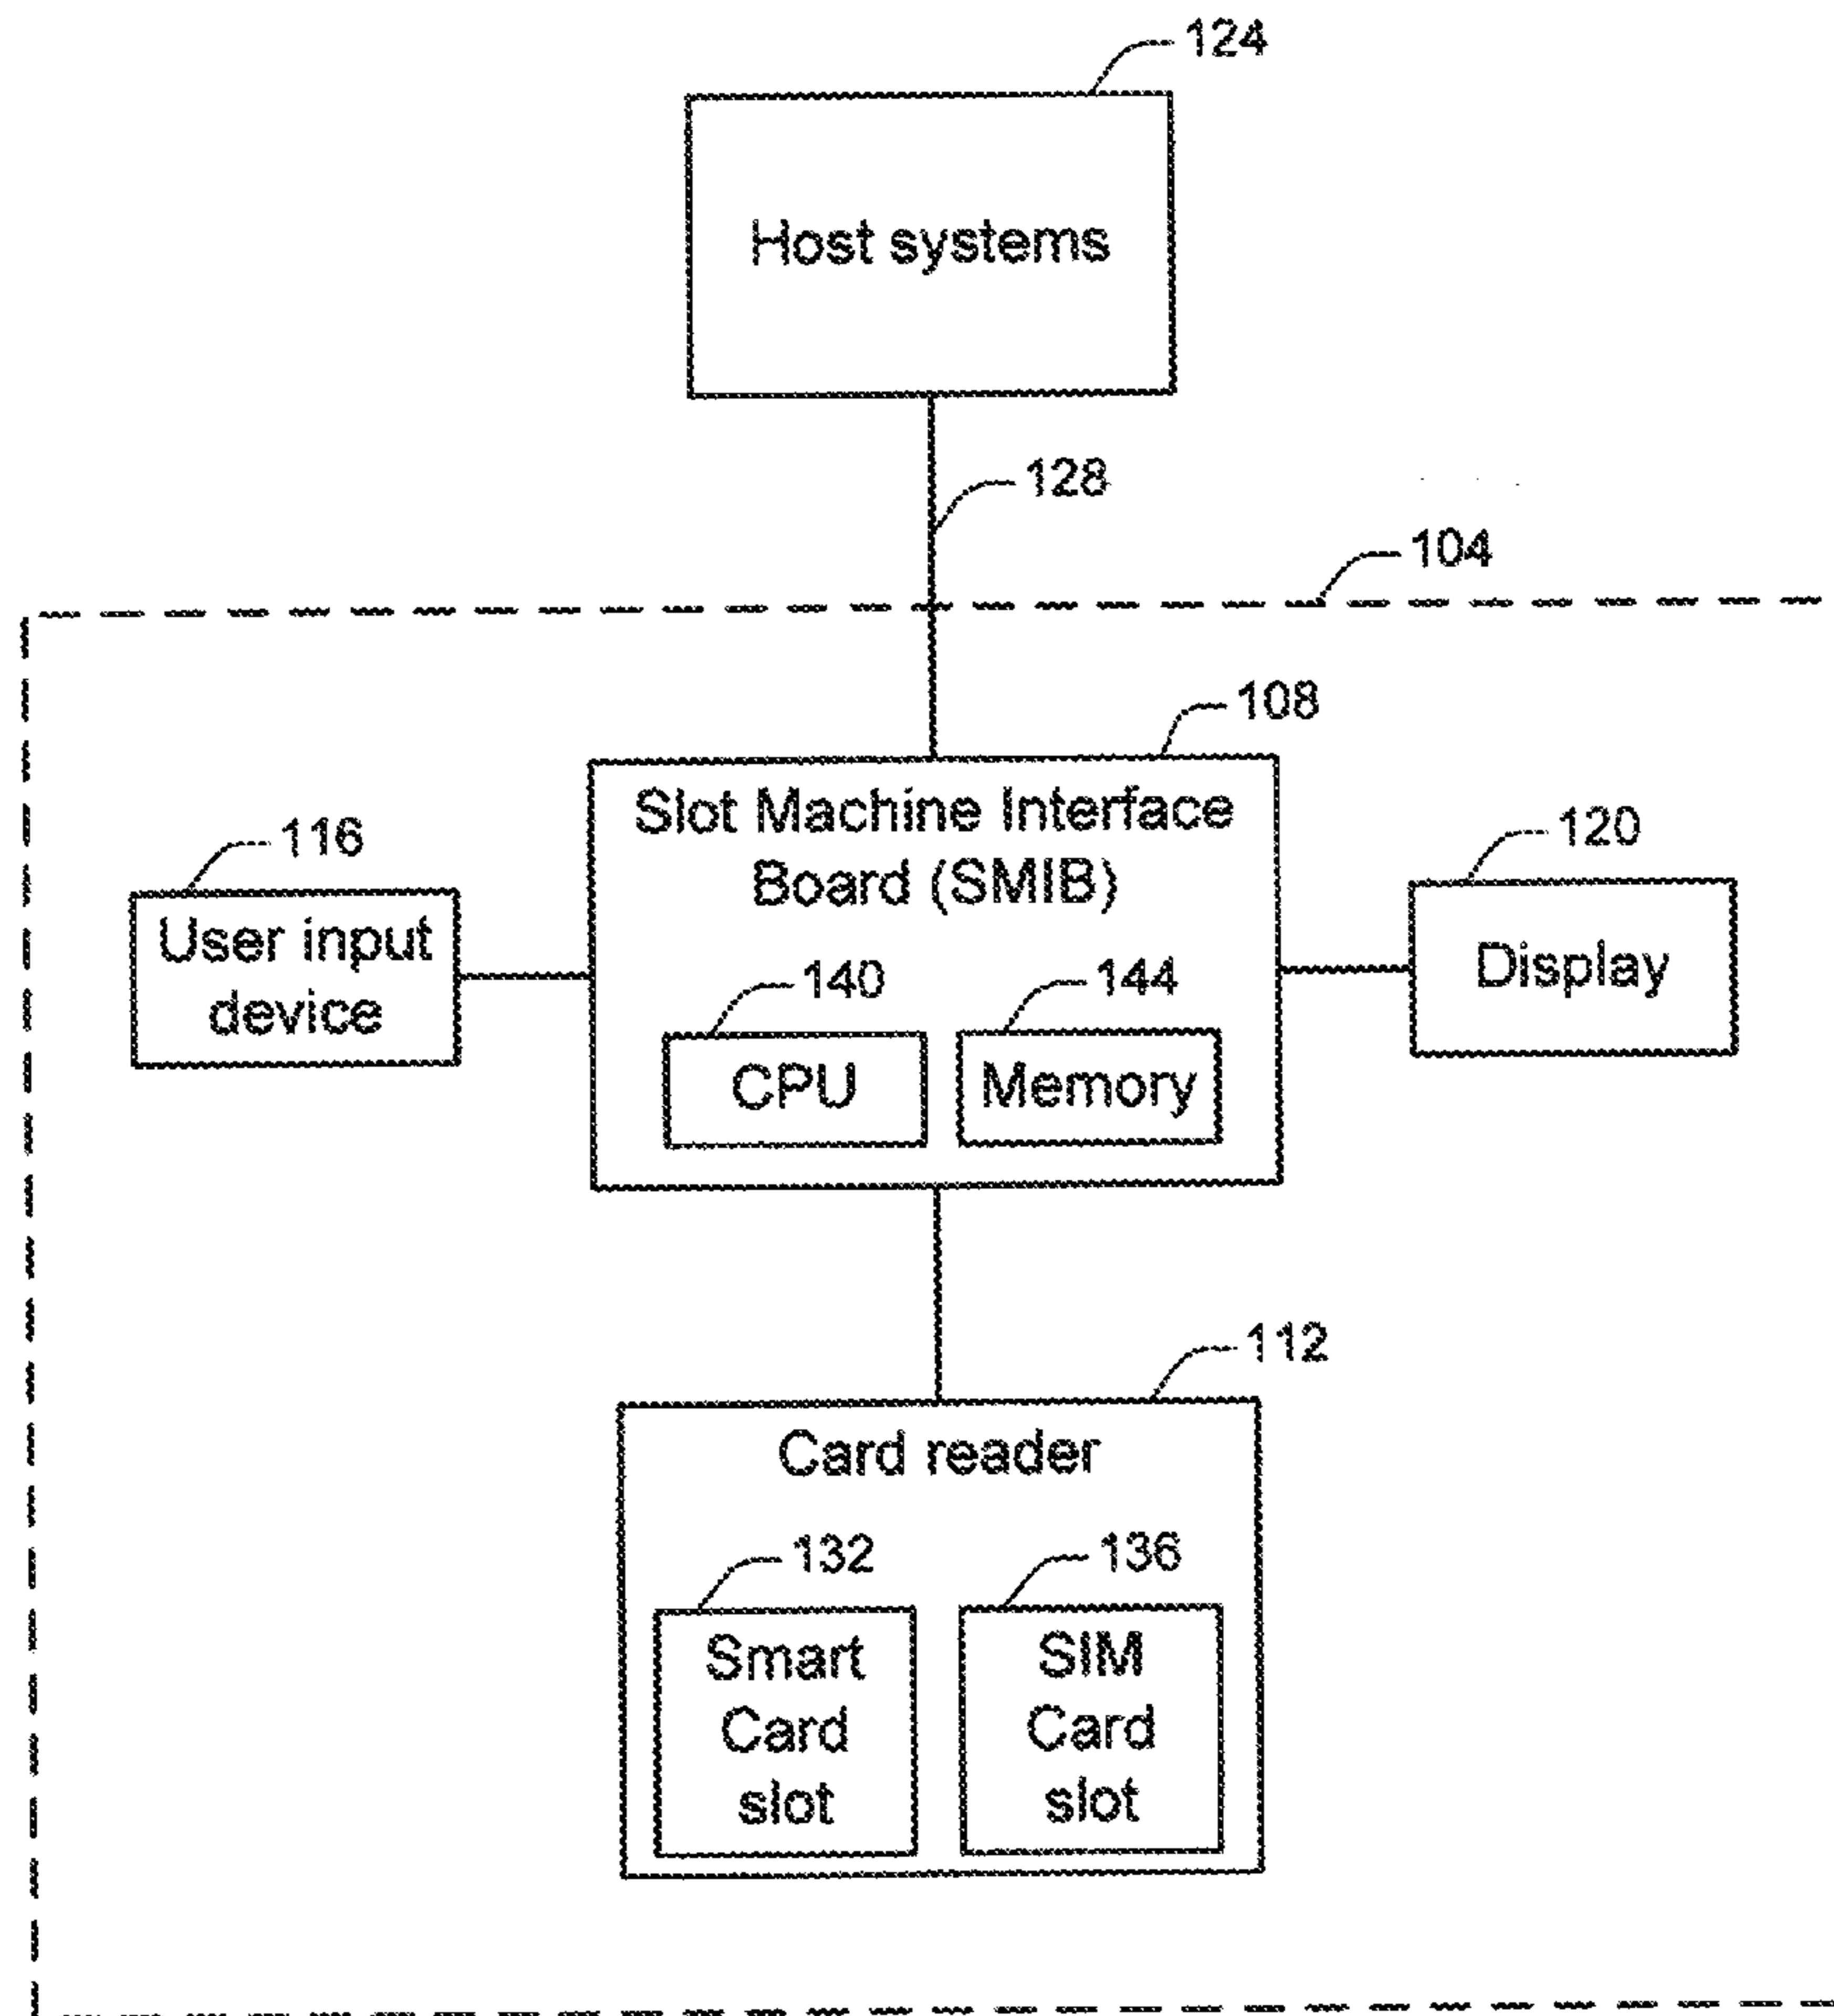 124
Host systems
128
104
108
Slot Machine Interface
Board (SMIB)
116
User input
device
120
Display
140
CPU
144
Memory
112
Card reader
132
Smart
Card
slot
136
SIM
Card
slot